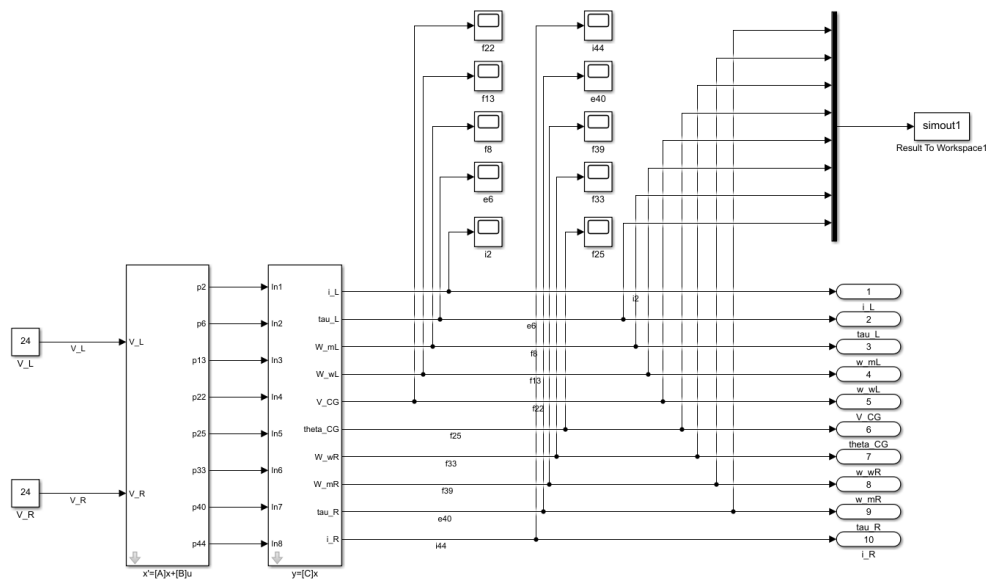 f22
i44
f13
e40
f8
f39
simout1
Result To Workspace1
e6
f33
i2
f25
24
V_L
V_L
24
V_R
V_R
V_L
V_R
p2
p6
p13
p22
p25
p33
p40
p44
x'=[A]x+[B]u
In1
In2
In3
In4
In5
In6
In7
In8
i_L
tau_L
W_mL
W_wL
V_CG
theta_CG
W_wR
W_mR
tau_R
i_R
y=[C]x
i2
e6
f8
f13
f22
f25
f33
f39
e40
i44
1
i_L
2
tau_L
3
w_mL
4
w_wL
5
V_CG
6
theta_CG
7
w_wR
8
w_mR
9
tau_R
10
i_R